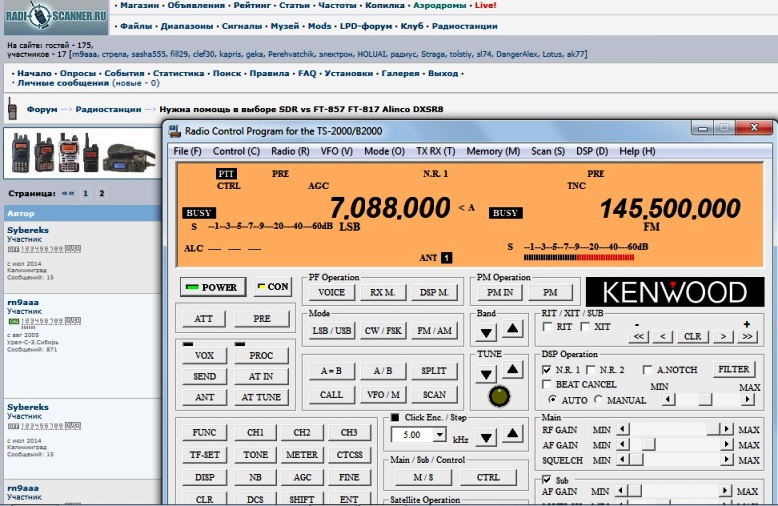 RADIOSCANNER.RU
• Магазин • Объявления • Рейтинг • Статьи • Частоты • Копилка • Аэродромы • Live!
• Файлы • Диапазоны • Сигналы • Музей • Mods • LPD-форум • Клуб • Радиостанции
На сайте: гостей - 175,
участников - 17 [rn9aaa, стрела, sasha555, fill29, clef30, kapris, geka, Perehvatchik, электрон, HOLUAI, радиус, Straga, tolstiy, sl74, DangerAlex, Lotus, ak77]
• Начало • Опросы • События • Статистика • Поиск • Правила • FAQ • Установки • Галерея • Выход •
• Личные сообщения (новые - 0)
Форум —> Радиостанции —> Нужна помощь в выборе SDR vs FT-857 FT-817 Alinco DXSR8
Страница: «« 1 2
Автор
Sybereks
Участник
с июл 2014
Калининград
Сообщений: 15
rn9aaa
Участник
с авг 2003
Урал-С-З.Сибирь
Сообщений: 871
Sybereks
Участник
с июл 2014
Калининград
Сообщений: 15
rn9aaa
Участник
Radio Control Program for the TS-2000/B2000
File (F) Control (C) Radio (R) VFO (V) Mode (O) TX RX (T) Memory (M) Scan (S) DSP (D) Help (H)
PTT PRE N.R. 1 PRE
CTRL AGC TNC
BUSY 7,088,000 < A BUSY 145,500,000
S --1--3--5--7--9---20----40---60dB LSB FM
ALC ---- ---- ---- S --1--3--5--7--9---20----40---60dB
ANT 1
POWER CON
ATT PRE
VOX PROC
SEND AT IN
ANT AT TUNE
PF Operation
VOICE RX M. DSP M.
PM Operation
PM IN PM
KENWOOD
Mode
LSB / USB CW / FSK FM / AM
Band
RIT / XIT / SUB
RIT XIT - << < CLR > >> +
A = B A / B SPLIT
CALL VFO / M SCAN
TUNE
DSP Operation
N.R. 1 N.R. 2 A.NOTCH FILTER
BEAT CANCEL MIN MAX
AUTO MANUAL
FUNC CH1 CH2 CH3
TF-SET TONE METER CTCSS
DISP NB AGC FINE
CLR DCS SHIFT ENT
Click Enc. / Step
5.00 kHz
Main / Sub / Control
M / S CTRL
Satellite Operation
Main
RF GAIN MIN MAX
AF GAIN MIN MAX
SQUELCH MIN MAX
Sub
AF GAIN MIN MAX